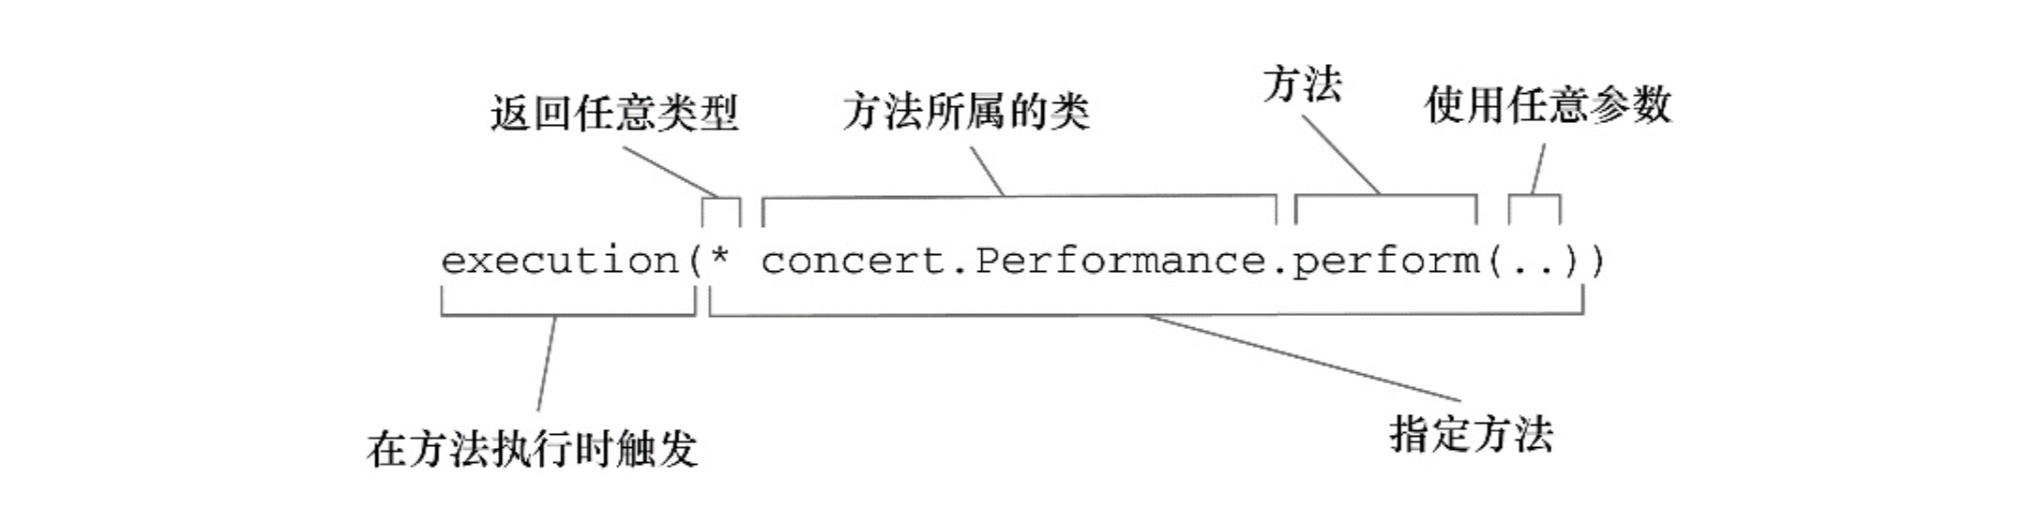 返回任意类型
方法所属的类
方法
使用任意参数
execution(* concert.Performance.perform(..))
在方法执行时触发
指定方法